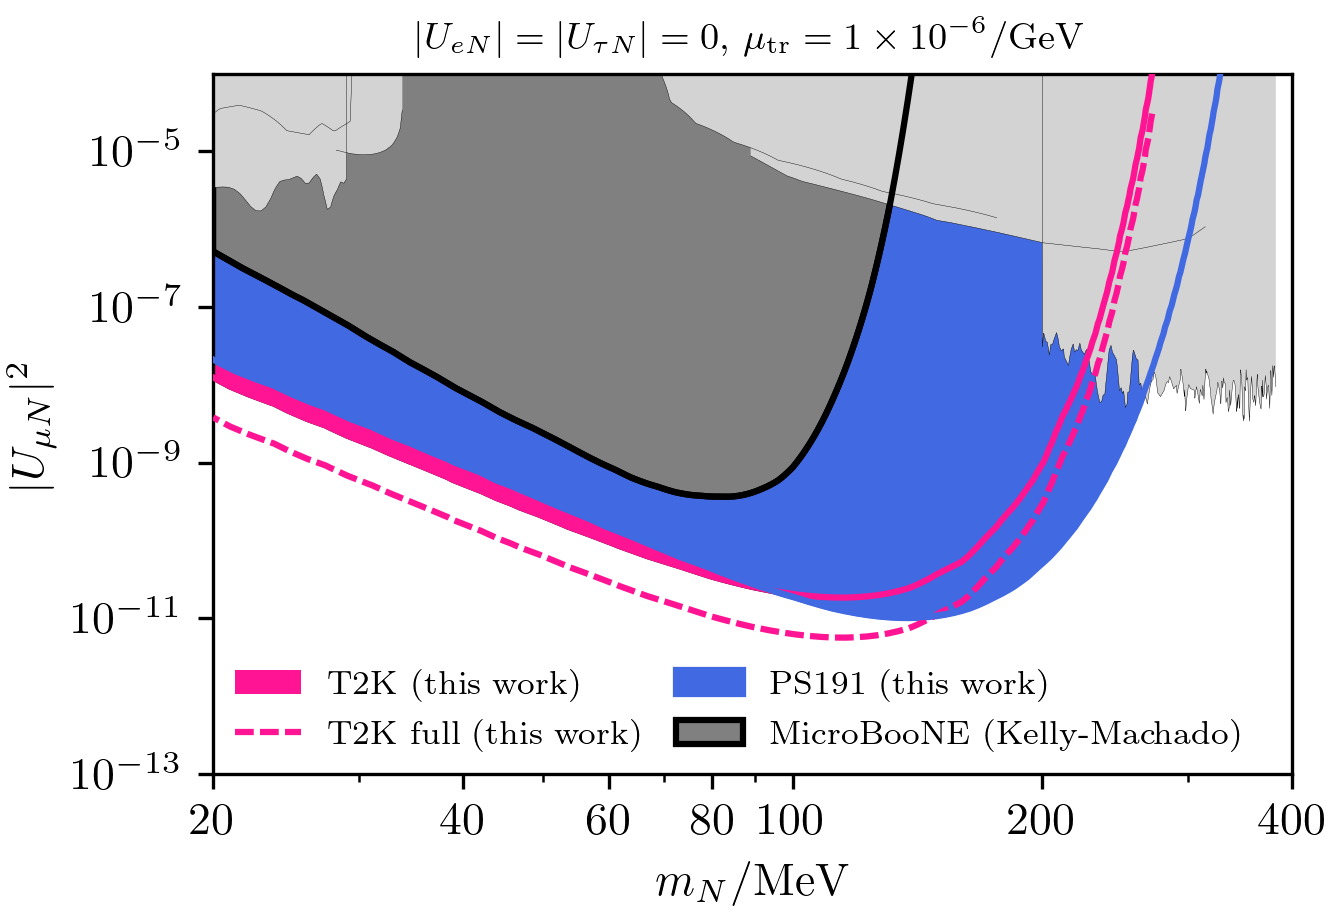 |U_{eN}| = |U_{τN}| = 0, μ_{tr} = 1 × 10^{−6}/GeV
10^{−5}
10^{−7}
10^{−9}
10^{−11}
10^{−13}
|U_{μN}|^2
T2K (this work)
PS191 (this work)
T2K full (this work)
MicroBooNE (Kelly-Machado)
20 40 60 80 100 200 400
m_N/MeV